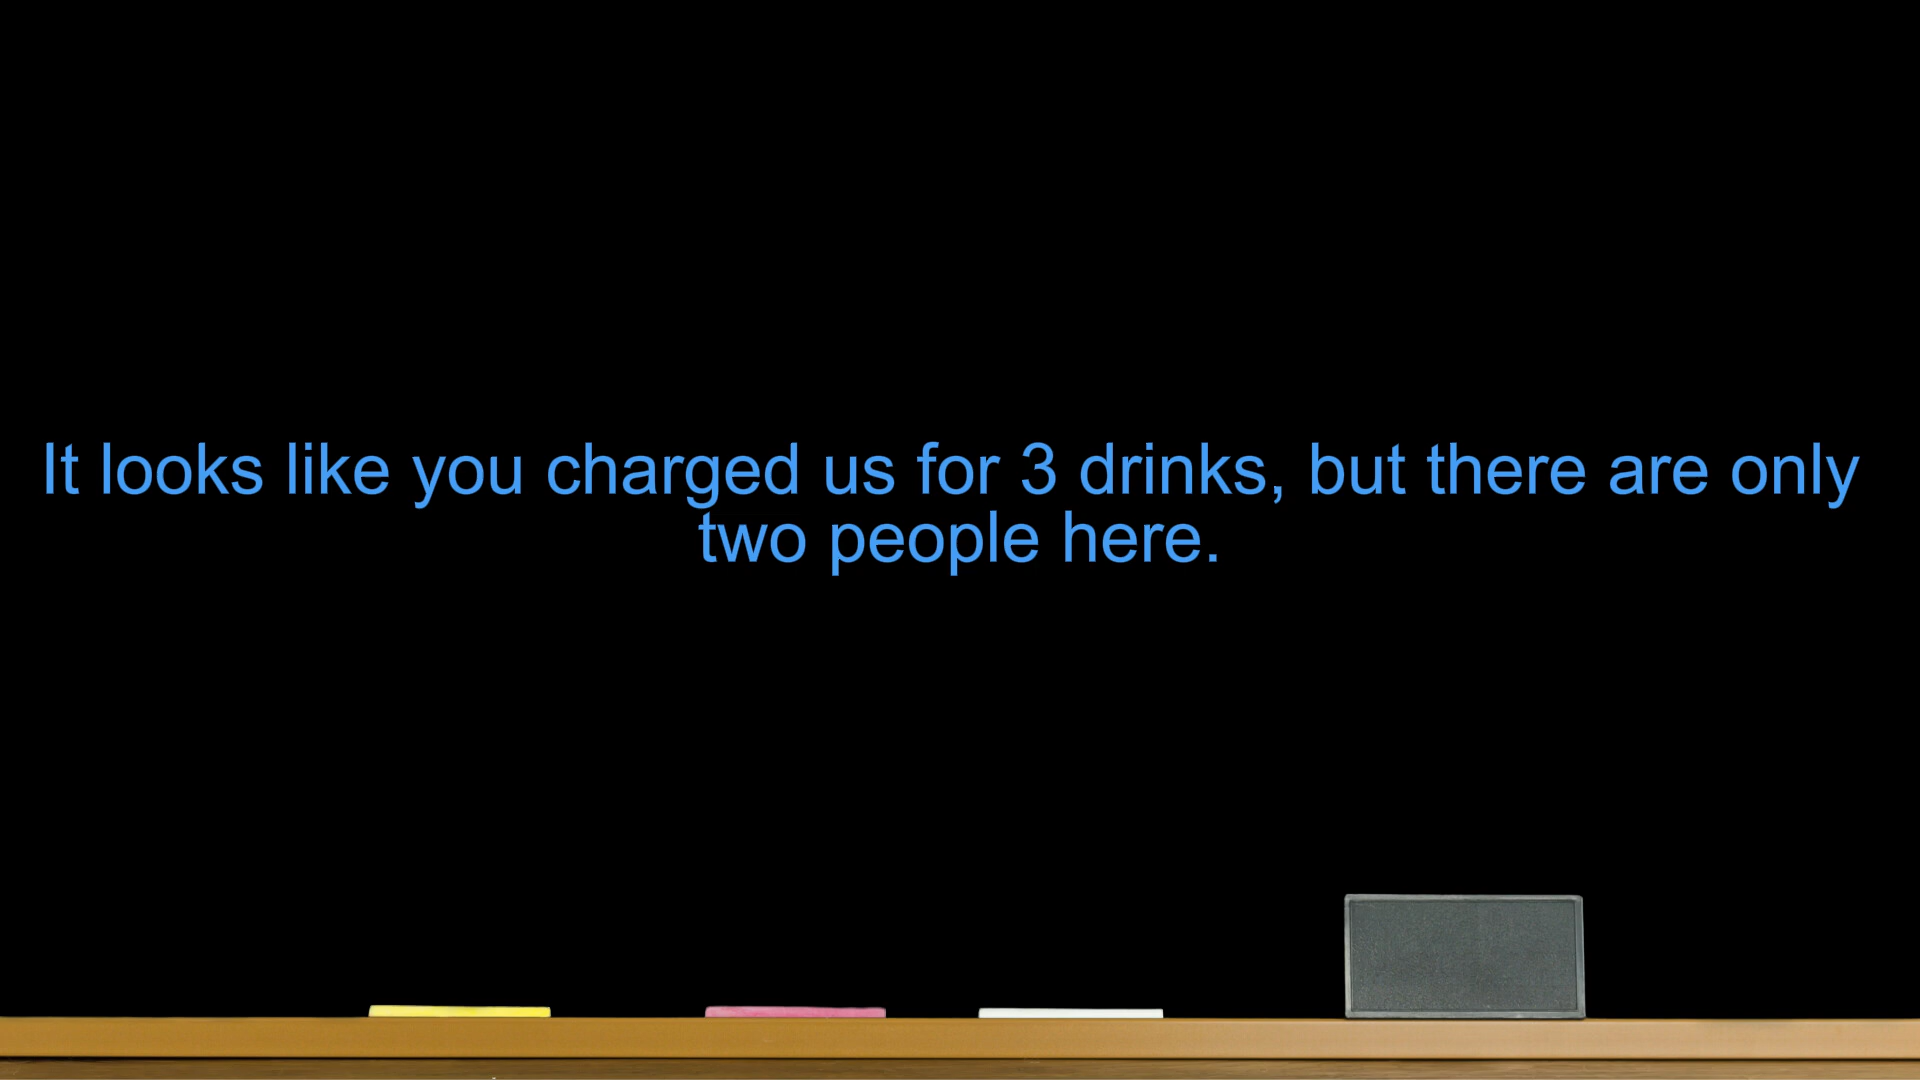 It looks like you charged us for 3 drinks, but there are only
two people here.